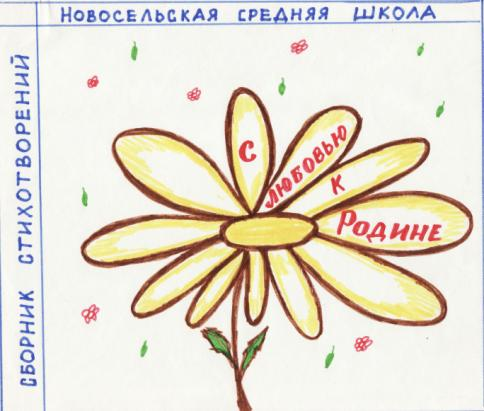 НОВОСЕЛЬСКАЯ СРЕДНЯЯ ШКОЛА
СБОРНИК СТИХОТВОРЕНИЙ
С
ЛЮБОВЬЮ
К
РОДИНЕ